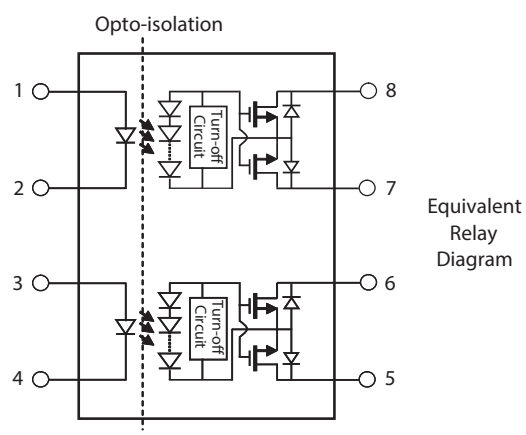 Opto-isolation
1
8
Turn-off
Circuit
2
7
Equivalent
Relay
Diagram
3
6
Turn-off
Circuit
4
5